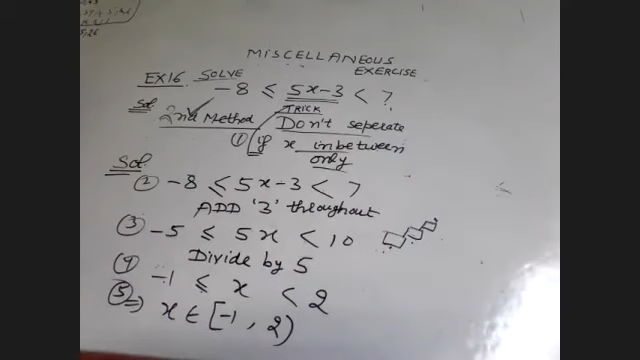 MISCELLANEOUS
EXERCISE
EX16 SOLVE
-8 ≤ 5x-3 < 7
Sol 2nd Method TRICK
Don't seperate
① if x inbetween
only
Sol
② -8 ≤ 5x-3 < 7
ADD '3' throughout
③ -5 ≤ 5x < 10
④ Divide by 5
-1 ≤ x < 2
⑤ ⇒ x ∈ [-1, 2)